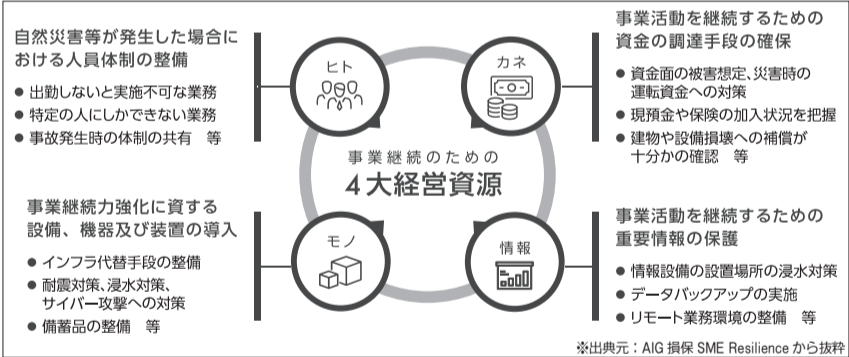 自然災害等が発生した場合に
おける人員体制の整備
● 出勤しないと実施不可な業務
● 特定の人にしかできない業務
● 事故発生時の体制の共有 等
ヒト
カネ
事業活動を継続するための
資金の調達手段の確保
● 資金面の被害想定、災害時の
運転資金への対策
● 現預金や保険の加入状況を把握
● 建物や設備損壊への補償が
十分かの確認 等
事業継続のための
4大経営資源
事業継続力強化に資する
設備、機器及び装置の導入
● インフラ代替手段の整備
● 耐震対策、浸水対策、
サイバー攻撃への対策
● 備蓄品の整備 等
モノ
情報
事業活動を継続するための
重要情報の保護
● 情報設備の設置場所の浸水対策
● データバックアップの実施
● リモート業務環境の整備 等
※出典元:AIG 損保 SME Resilience から抜粋